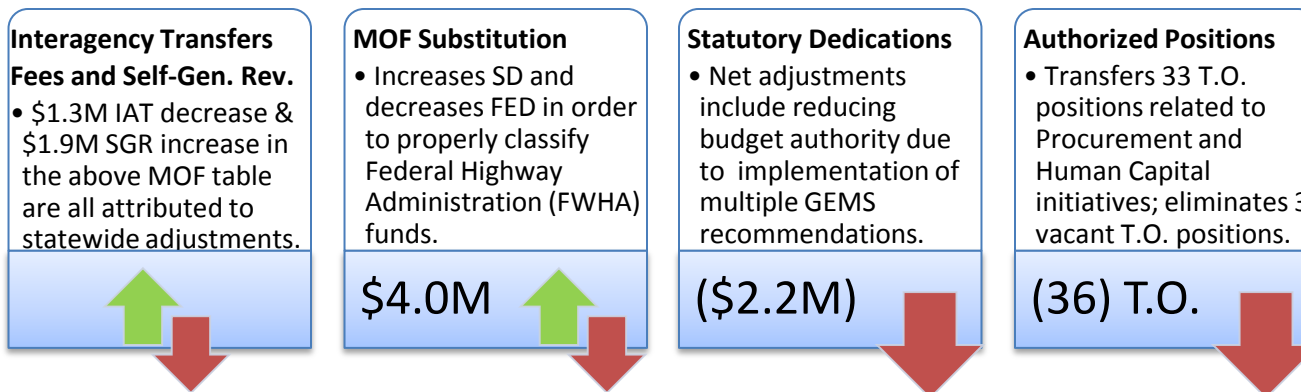 Interagency Transfers
Fees and Self-Gen. Rev.
• $1.3M IAT decrease &
$1.9M SGR increase in
the above MOF table
are all attributed to
statewide adjustments.
MOF Substitution
• Increases SD and
decreases FED in order
to properly classify
Federal Highway
Administration (FWHA)
funds.
$4.0M
Statutory Dedications
• Net adjustments
include reducing
budget authority due
to implementation of
multiple GEMS
recommendations.
($2.2M)
Authorized Positions
• Transfers 33 T.O.
positions related to
Procurement and
Human Capital
initiatives; eliminates
vacant T.O. positions.
(36) T.O.